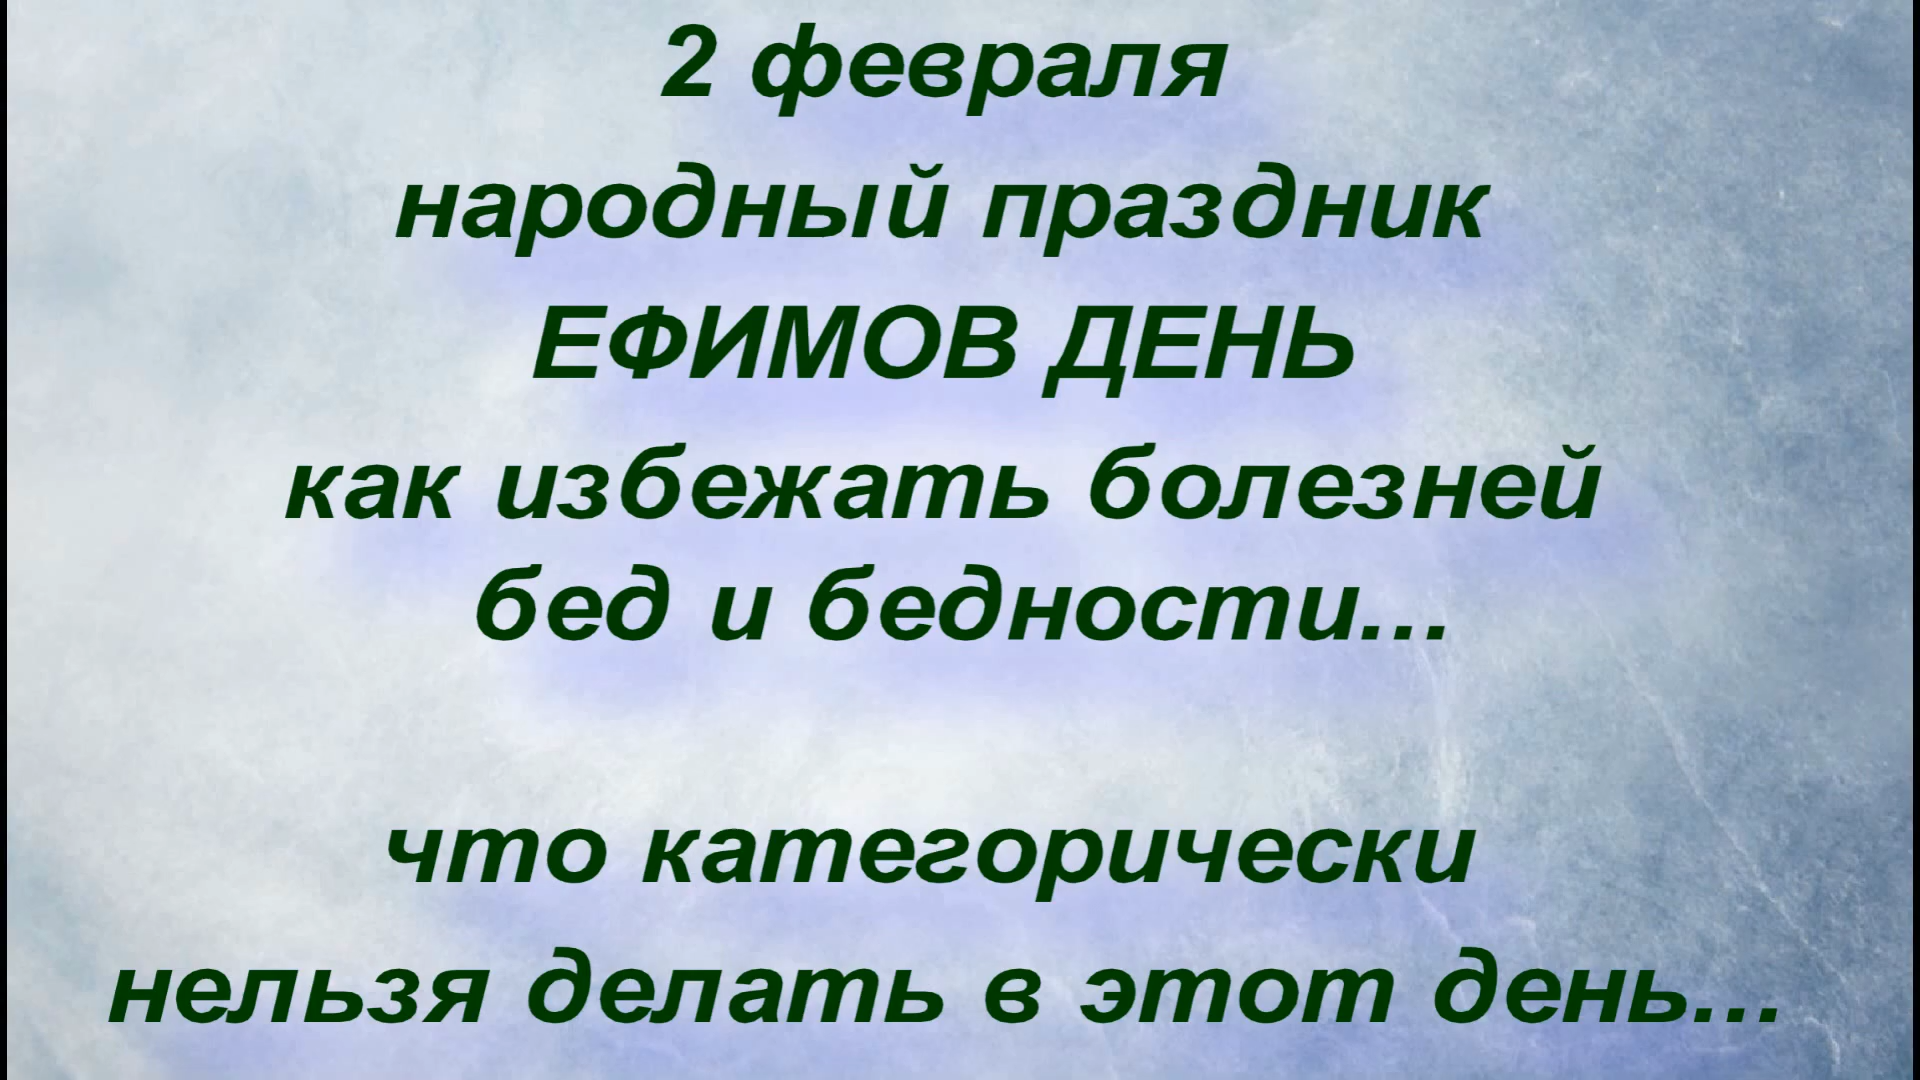 2 февраля
народный праздник
ЕФИМОВ ДЕНЬ
как избежать болезней
бед и бедности...
что категорически
нельзя делать в этот день...